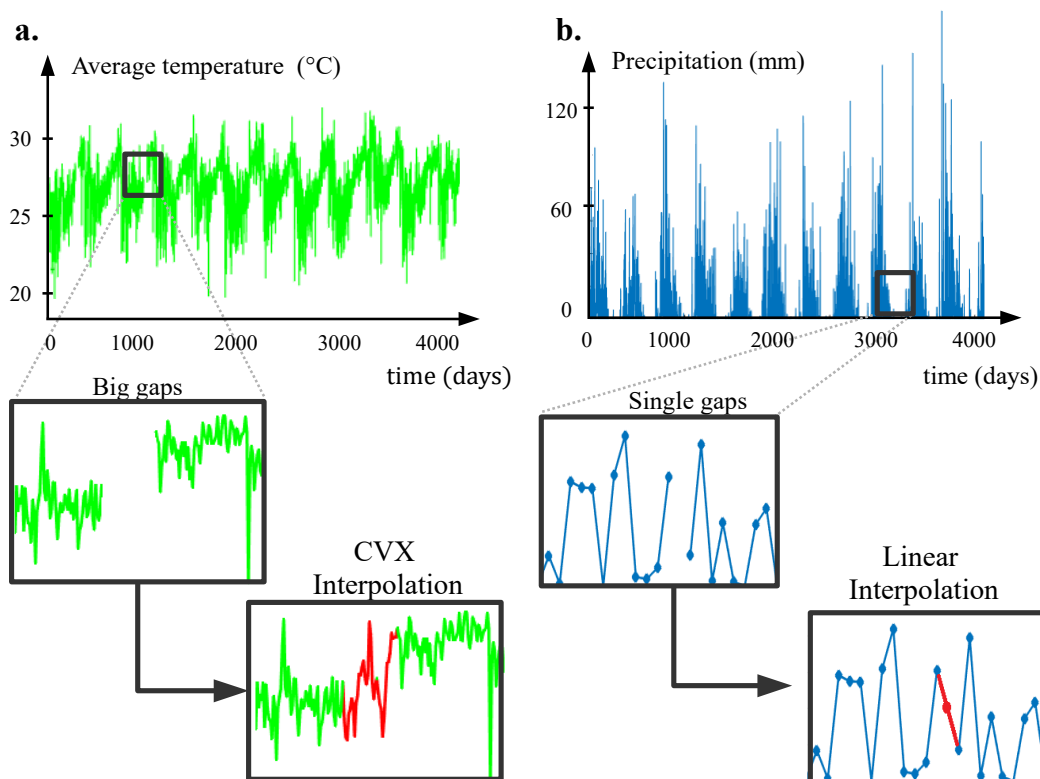 a.
Average temperature (°C)
30
25
20
0 1000 2000 3000 4000
time (days)
Big gaps
CVX
Interpolation
b.
Precipitation (mm)
120
60
0
0 1000 2000 3000 4000
time (days)
Single gaps
Linear
Interpolation